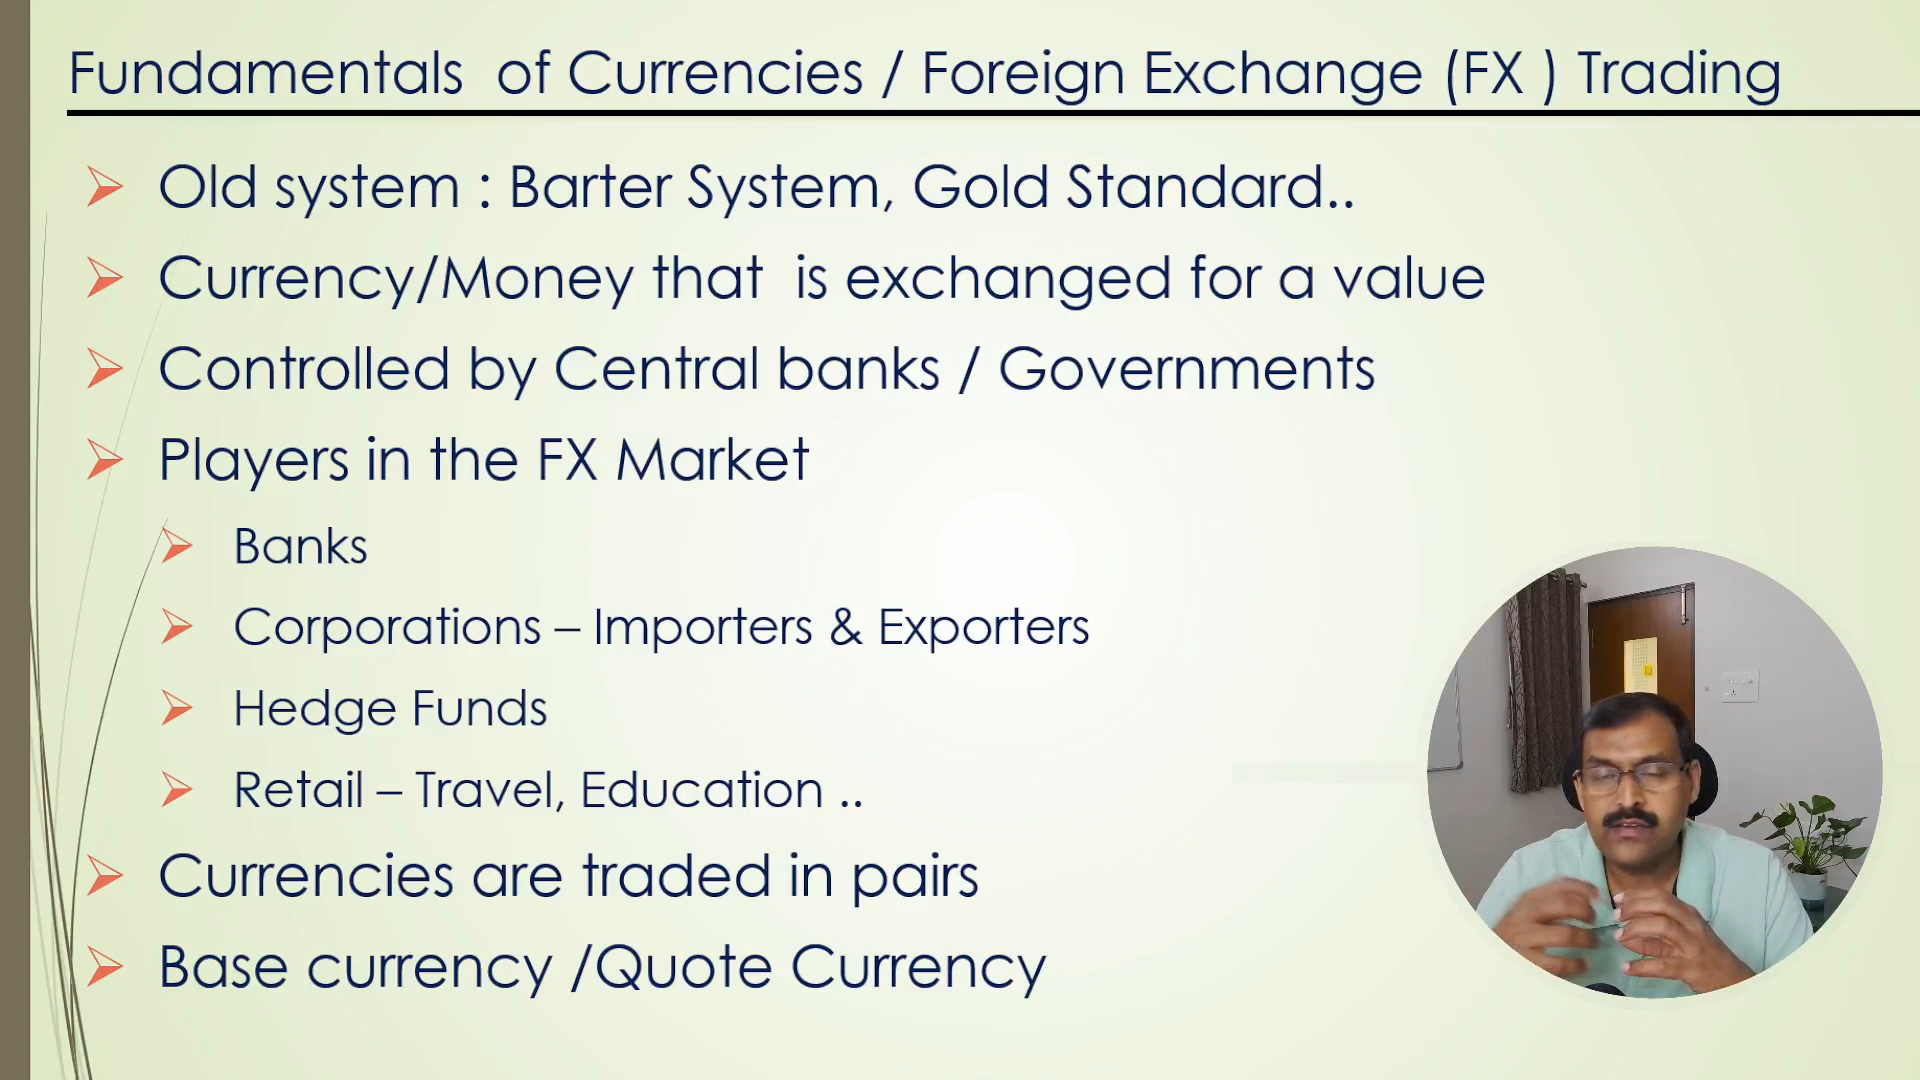 Fundamentals of Currencies / Foreign Exchange (FX ) Trading
Old system : Barter System, Gold Standard..
Currency/Money that is exchanged for a value
Controlled by Central banks / Governments
Players in the FX Market
Banks
Corporations – Importers & Exporters
Hedge Funds
Retail – Travel, Education ..
Currencies are traded in pairs
Base currency /Quote Currency